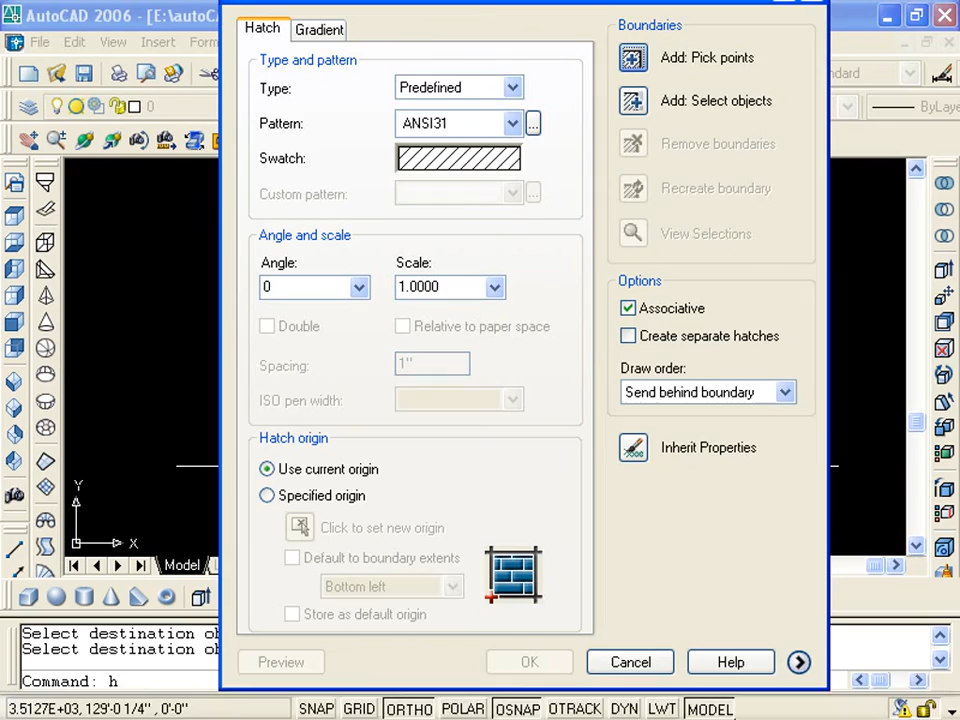 AutoCAD 2006 - [E:\autoC
File Edit View Insert Form
0
ByLaye
Hatch
Gradient
Type and pattern
Type:
Predefined
Pattern:
ANSI31
...
Swatch:
Custom pattern:
...
Angle and scale
Angle:
Scale:
0
1.0000
Double
Relative to paper space
Spacing:
1"
ISO pen width:
Hatch origin
Use current origin
Specified origin
Click to set new origin
Default to boundary extents
Bottom left
Store as default origin
Boundaries
Add: Pick points
Add: Select objects
Remove boundaries
Recreate boundary
View Selections
Options
Associative
Create separate hatches
Draw order:
Send behind boundary
Inherit Properties
Preview
OK
Cancel
Help
Y
X
Model
Select destination ob
Select destination ob
Command: h
3.5127E+03, 129'-0 1/4", 0'-0"
SNAP GRID ORTHO POLAR OSNAP OTRACK DYN LWT MODEL